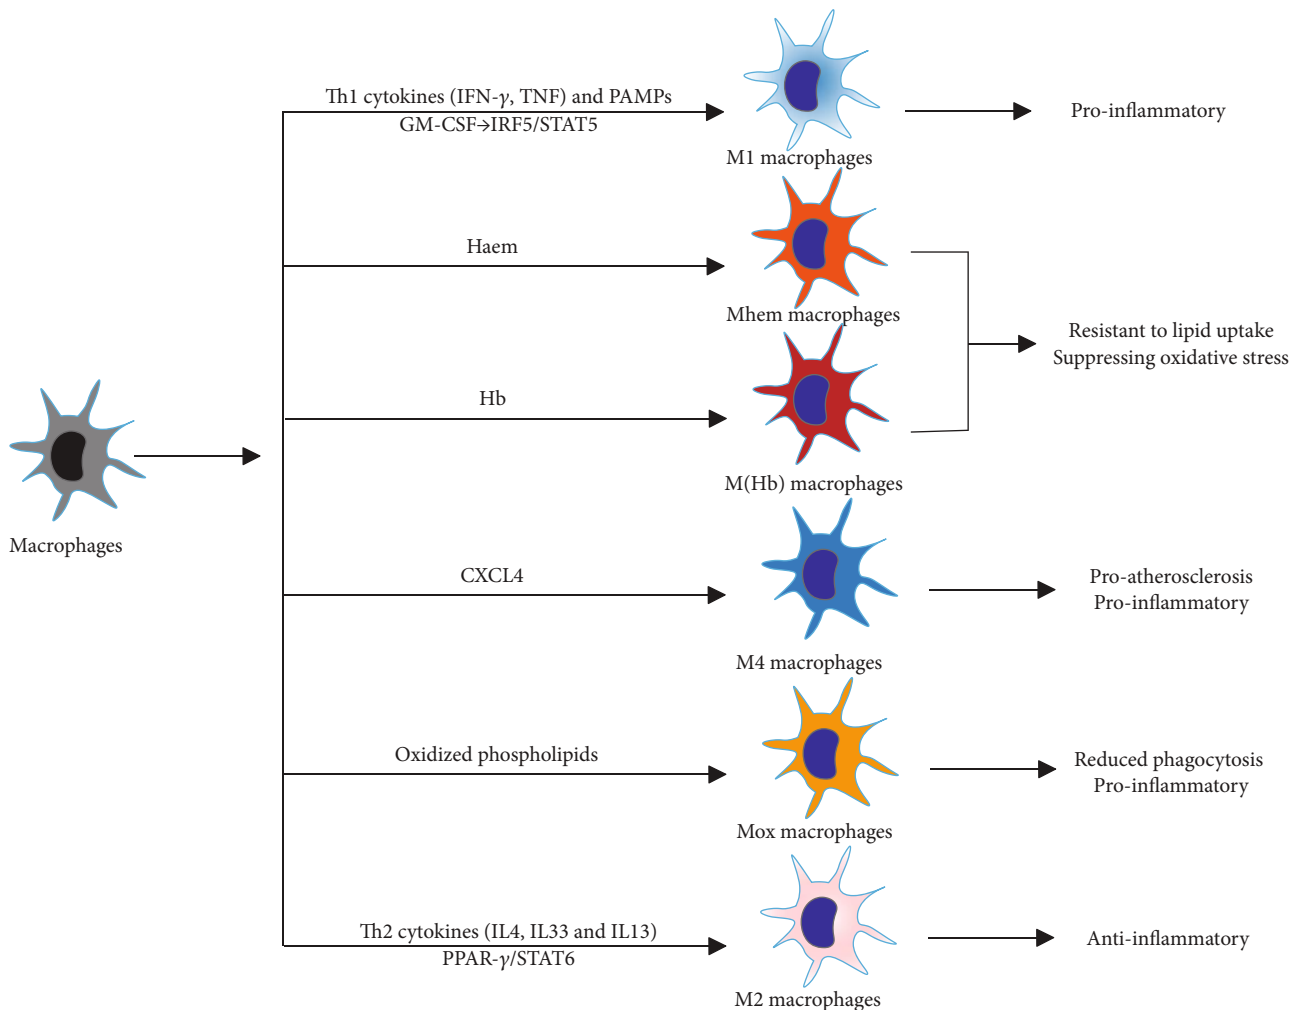 Th1 cytokines (IFN-γ, TNF) and PAMPs
GM-CSF→IRF5/STAT5
M1 macrophages
Pro-inflammatory
Haem
Mhem macrophages
Resistant to lipid uptake
Suppressing oxidative stress
Hb
M(Hb) macrophages
Macrophages
CXCL4
M4 macrophages
Pro-atherosclerosis
Pro-inflammatory
Oxidized phospholipids
Mox macrophages
Reduced phagocytosis
Pro-inflammatory
Th2 cytokines (IL4, IL33 and IL13)
PPAR-γ/STAT6
M2 macrophages
Anti-inflammatory